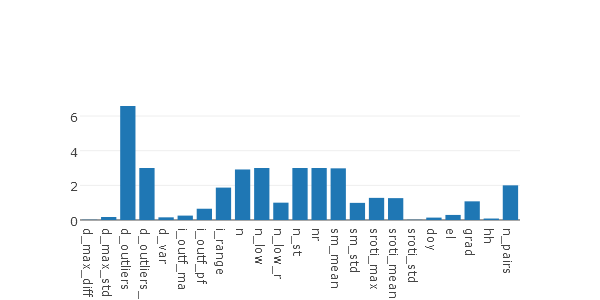 6
4
2
0
d_max_diff
d_max_std
d_outliers
d_outliers_
d_var
i_outf_ma
i_outf_pf
i_range
n
n_low
n_low_r
n_st
nr
sm_mean
sm_std
sroti_max
sroti_mean
sroti_std
doy
el
grad
hh
n_pairs